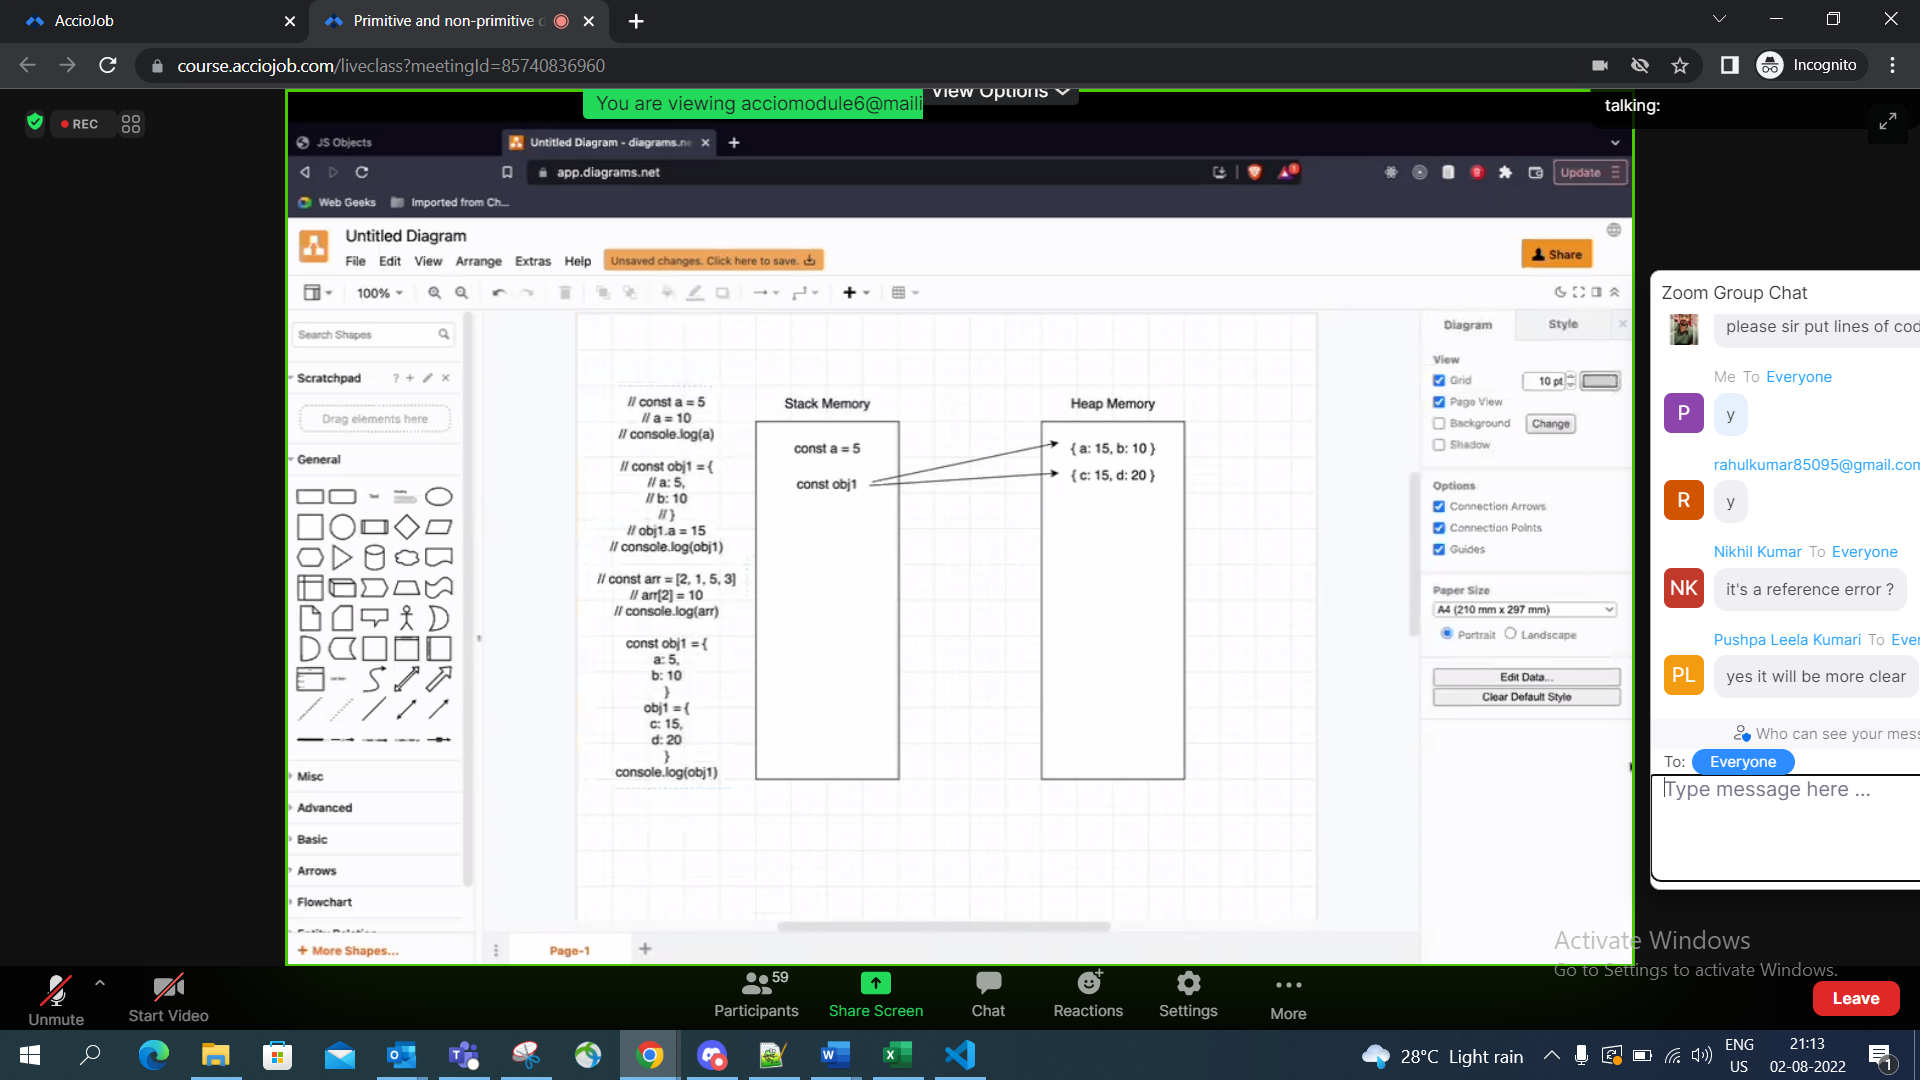 AccioJob
Primitive and non-primitive d
course.acciojob.com/liveclass?meetingId=85740836960
Incognito
REC
You are viewing acciomodule6@maili
View Options
talking:
JS Objects
Untitled Diagram - diagrams.ne
app.diagrams.net
Update
Web Geeks
Imported from Ch...
Untitled Diagram
File Edit View Arrange Extras Help
Unsaved changes. Click here to save.
Share
100%
Search Shapes
Scratchpad
Drag elements here
General
Text
Heading
Misc
Advanced
Basic
Arrows
Flowchart
Entity Relation
+ More Shapes...
// const a = 5
// a = 10
// console.log(a)
// const obj1 = {
// a: 5,
// b: 10
// }
// obj1.a = 15
// console.log(obj1)
// const arr = [2, 1, 5, 3]
// arr[2] = 10
// console.log(arr)
const obj1 = {
a: 5,
b: 10
}
obj1 = {
c: 15,
d: 20
}
console.log(obj1)
Stack Memory
const a = 5
const obj1
Heap Memory
{ a: 15, b: 10 }
{ c: 15, d: 20 }
Page-1
Diagram
Style
View
Grid
10 pt
Page View
Background
Change
Shadow
Options
Connection Arrows
Connection Points
Guides
Paper Size
A4 (210 mm x 297 mm)
Portrait
Landscape
Edit Data...
Clear Default Style
Zoom Group Chat
please sir put lines of cod
Me To Everyone
P
y
rahulkumar85095@gmail.com
R
y
Nikhil Kumar To Everyone
NK
it's a reference error ?
Pushpa Leela Kumari To Ever
PL
yes it will be more clear
Who can see your mess
To: Everyone
Type message here ...
Activate Windows
Go to Settings to activate Windows.
Unmute
Start Video
59
Participants
Share Screen
Chat
Reactions
Settings
More
Leave
28°C Light rain
ENG
US
21:13
02-08-2022
1